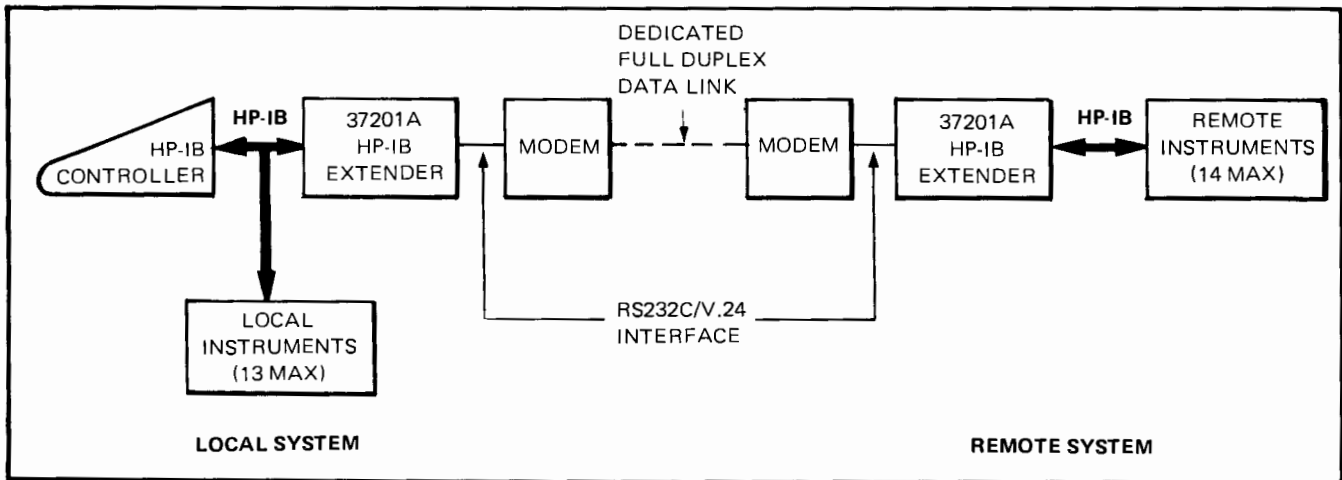 DEDICATED
FULL DUPLEX
DATA LINK
HP-IB
CONTROLLER
HP-IB
37201A
HP-IB
EXTENDER
MODEM
MODEM
37201A
HP-IB
EXTENDER
HP-IB
REMOTE
INSTRUMENTS
(14 MAX)
LOCAL
INSTRUMENTS
(13 MAX)
RS232C/V.24
INTERFACE
LOCAL SYSTEM
REMOTE SYSTEM